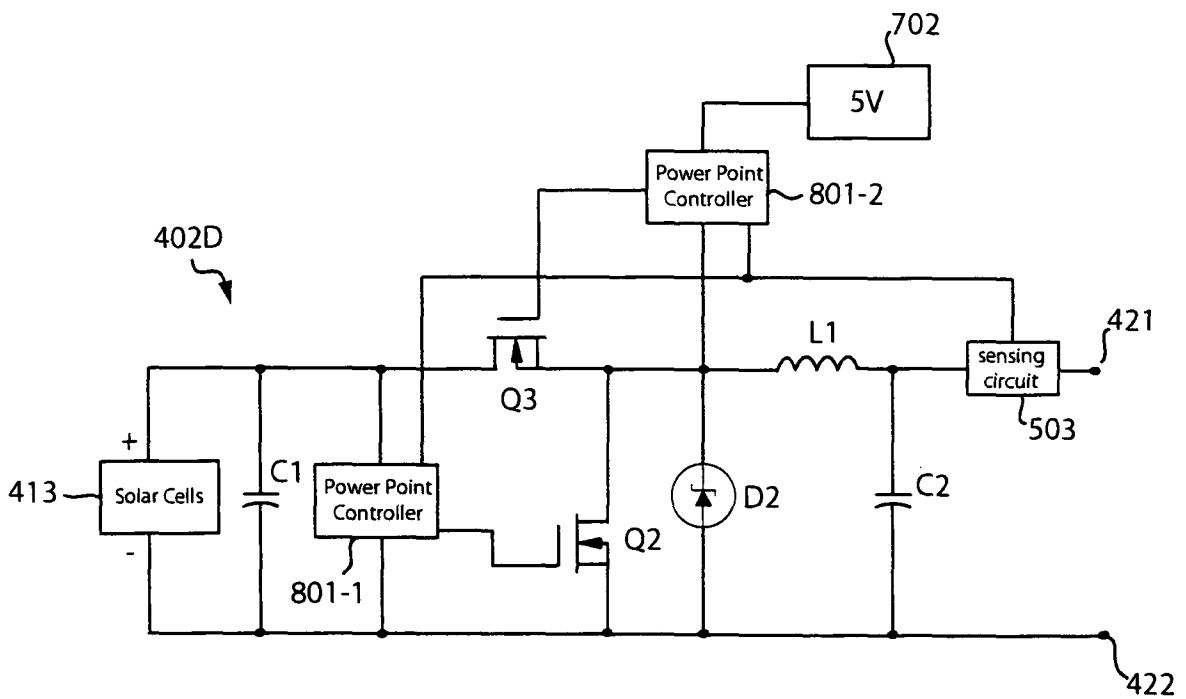 702
5V
Power Point
Controller
801-2
402D
L1
421
sensing
circuit
503
Q3
+
413
Solar Cells
-
C1
Power Point
Controller
801-1
Q2
D2
C2
422